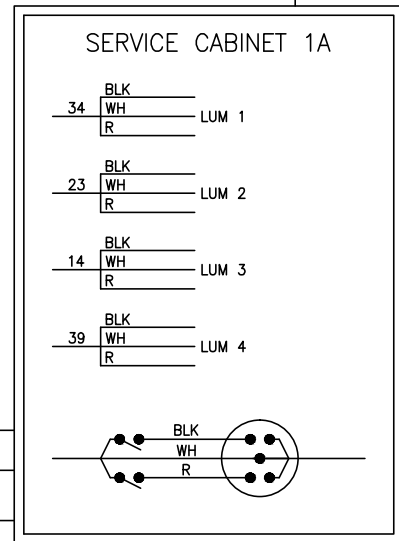 SERVICE CABINET 1A
BLK
34 WH LUM 1
R
BLK
23 WH LUM 2
R
BLK
14 WH LUM 3
R
BLK
39 WH LUM 4
R
BLK
WH
R